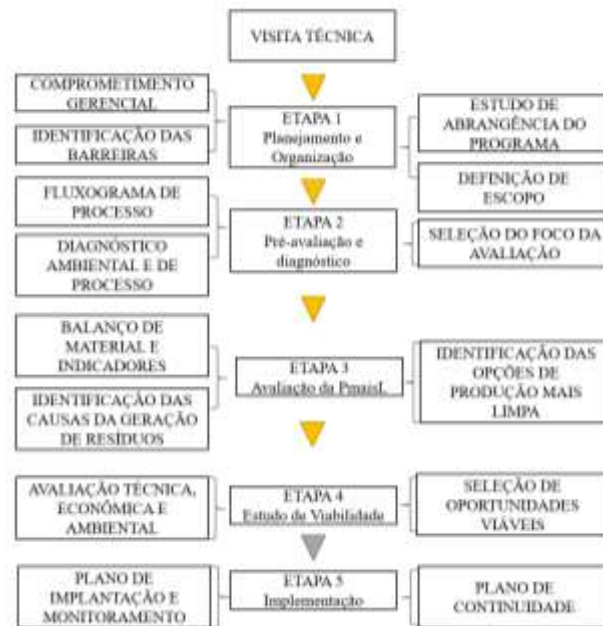 VISITA TÉCNICA
COMPROMETIMENTO
GERENCIAL
IDENTIFICAÇÃO DAS
BARREIRAS
ETAPA 1
Planejamento e
Organização
ESTUDO DE
ABRANGÊNCIA DO
PROGRAMA
DEFINIÇÃO DE
ESCOPO
FLUXOGRAMA DE
PROCESSO
DIAGNÓSTICO
AMBIENTAL E DE
PROCESSO
ETAPA 2
Pré-avaliação e
diagnóstico
SELEÇÃO DO FOCO DA
AVALIAÇÃO
BALANÇO DE
MATERIAL E
INDICADORES
IDENTIFICAÇÃO DAS
CAUSAS DA GERAÇÃO
DE RESÍDUOS
ETAPA 3
Avaliação da PmaisL
IDENTIFICAÇÃO DAS
OPÇÕES DE
PRODUÇÃO MAIS
LIMPA
AVALIAÇÃO TÉCNICA,
ECONÔMICA E
AMBIENTAL
ETAPA 4
Estudo de Viabilidade
SELEÇÃO DE
OPORTUNIDADES
VIÁVEIS
PLANO DE
IMPLANTAÇÃO E
MONITORAMENTO
ETAPA 5
Implementação
PLANO DE
CONTINUIDADE